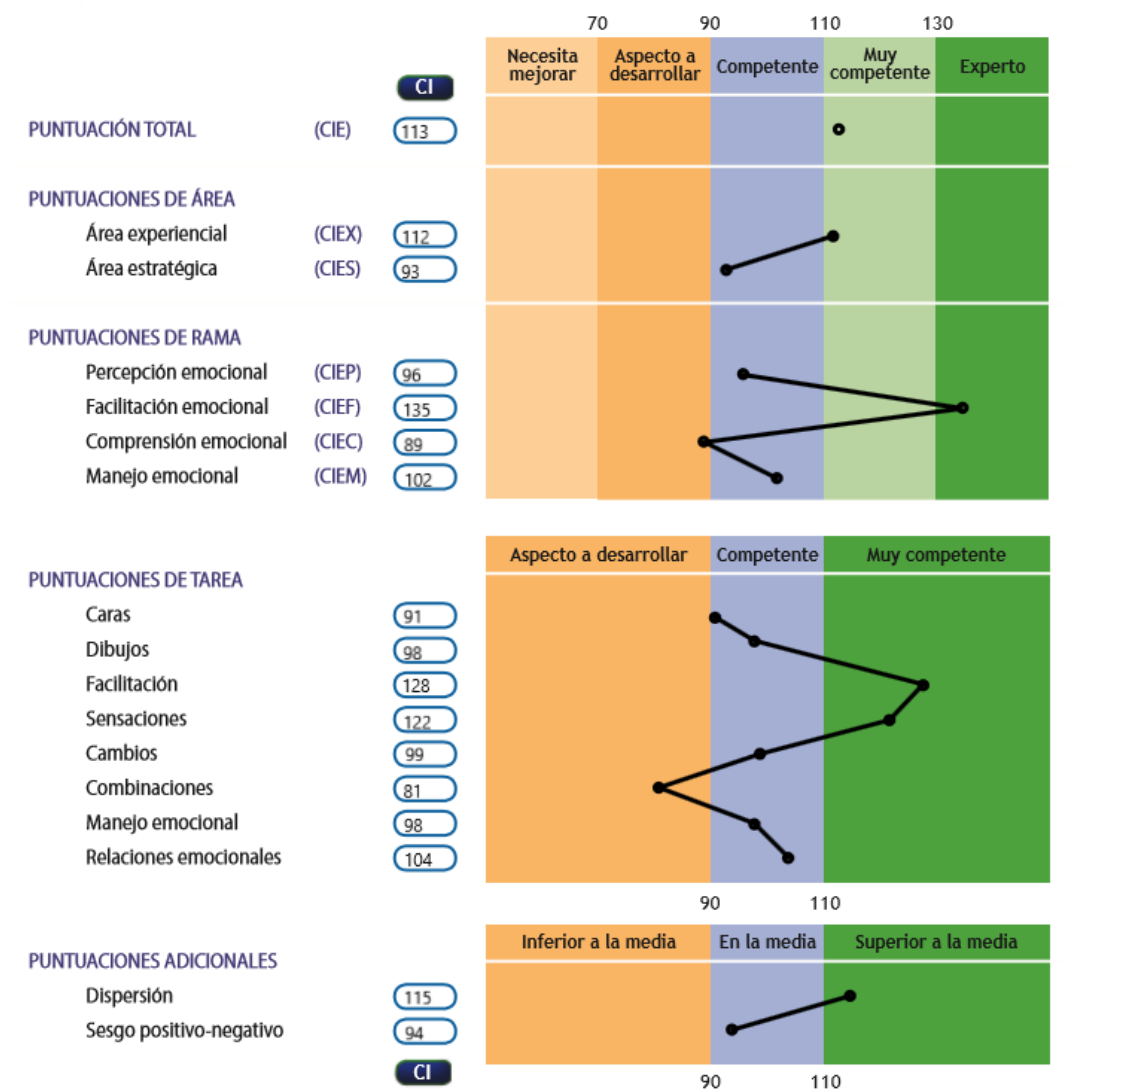 70 90 110 130
Necesita mejorar Aspecto a desarrollar Competente Muy competente Experto
CI
PUNTUACIÓN TOTAL (CIE) 113
PUNTUACIONES DE ÁREA
Área experiencial (CIEX) 112
Área estratégica (CIES) 93
PUNTUACIONES DE RAMA
Percepción emocional (CIEP) 96
Facilitación emocional (CIEF) 135
Comprensión emocional (CIEC) 89
Manejo emocional (CIEM) 102
Aspecto a desarrollar Competente Muy competente
PUNTUACIONES DE TAREA
Caras 91
Dibujos 98
Facilitación 128
Sensaciones 122
Cambios 99
Combinaciones 81
Manejo emocional 98
Relaciones emocionales 104
90 110
Inferior a la media En la media Superior a la media
PUNTUACIONES ADICIONALES
Dispersión 115
Sesgo positivo-negativo 94
CI
90 110